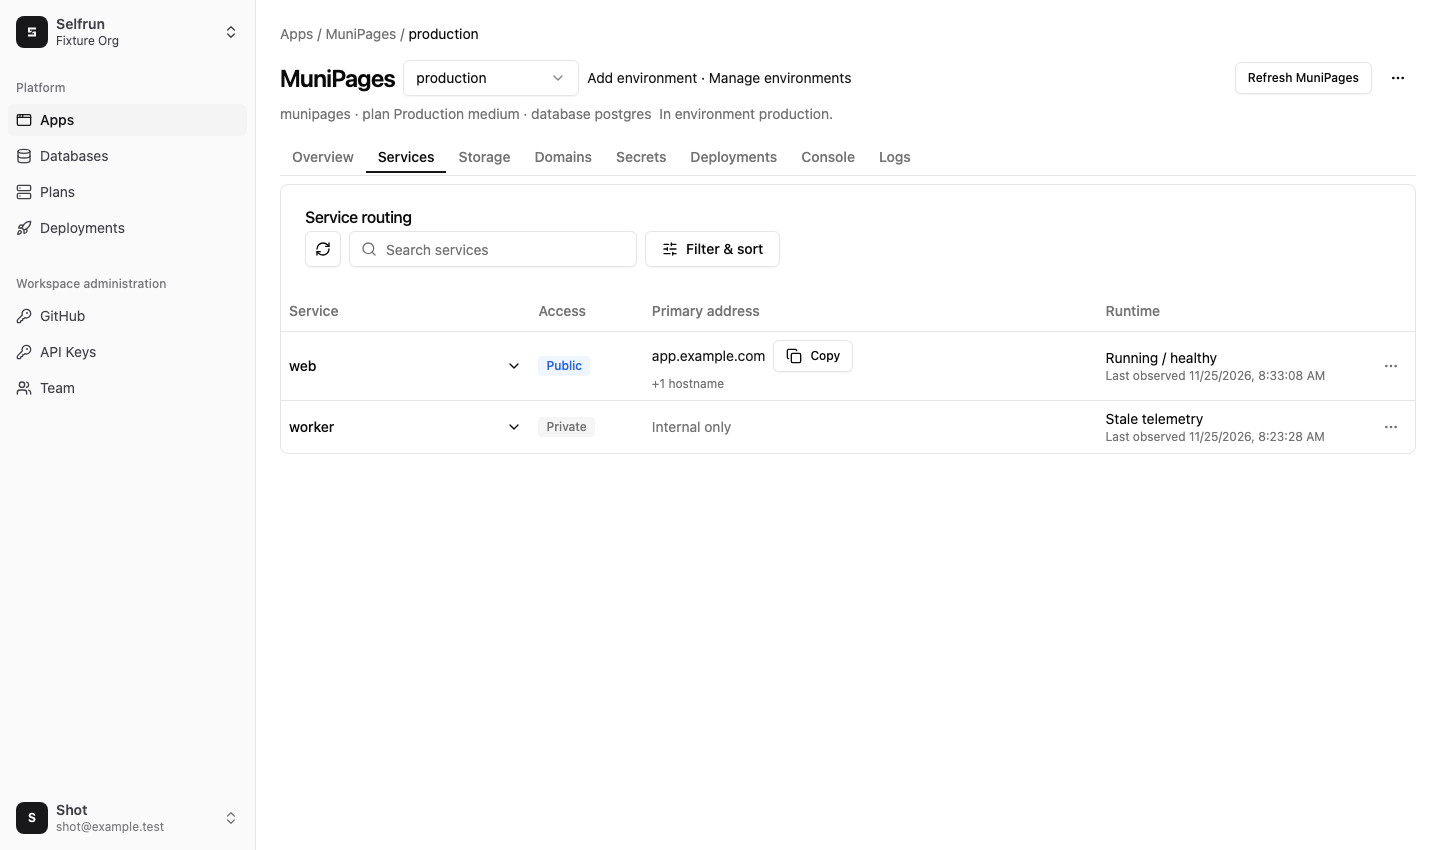 Selfrun
Fixture Org
Platform
Apps
Databases
Plans
Deployments
Workspace administration
GitHub
API Keys
Team
S
Shot
shot@example.test
Apps / MuniPages / production
MuniPages production Add environment · Manage environments Refresh MuniPages
munipages · plan Production medium · database postgres In environment production.
Overview Services Storage Domains Secrets Deployments Console Logs
Service routing
Search services Filter & sort
Service Access Primary address Runtime
web Public app.example.com Copy Running / healthy
+1 hostname Last observed 11/25/2026, 8:33:08 AM
worker Private Internal only Stale telemetry
Last observed 11/25/2026, 8:23:28 AM